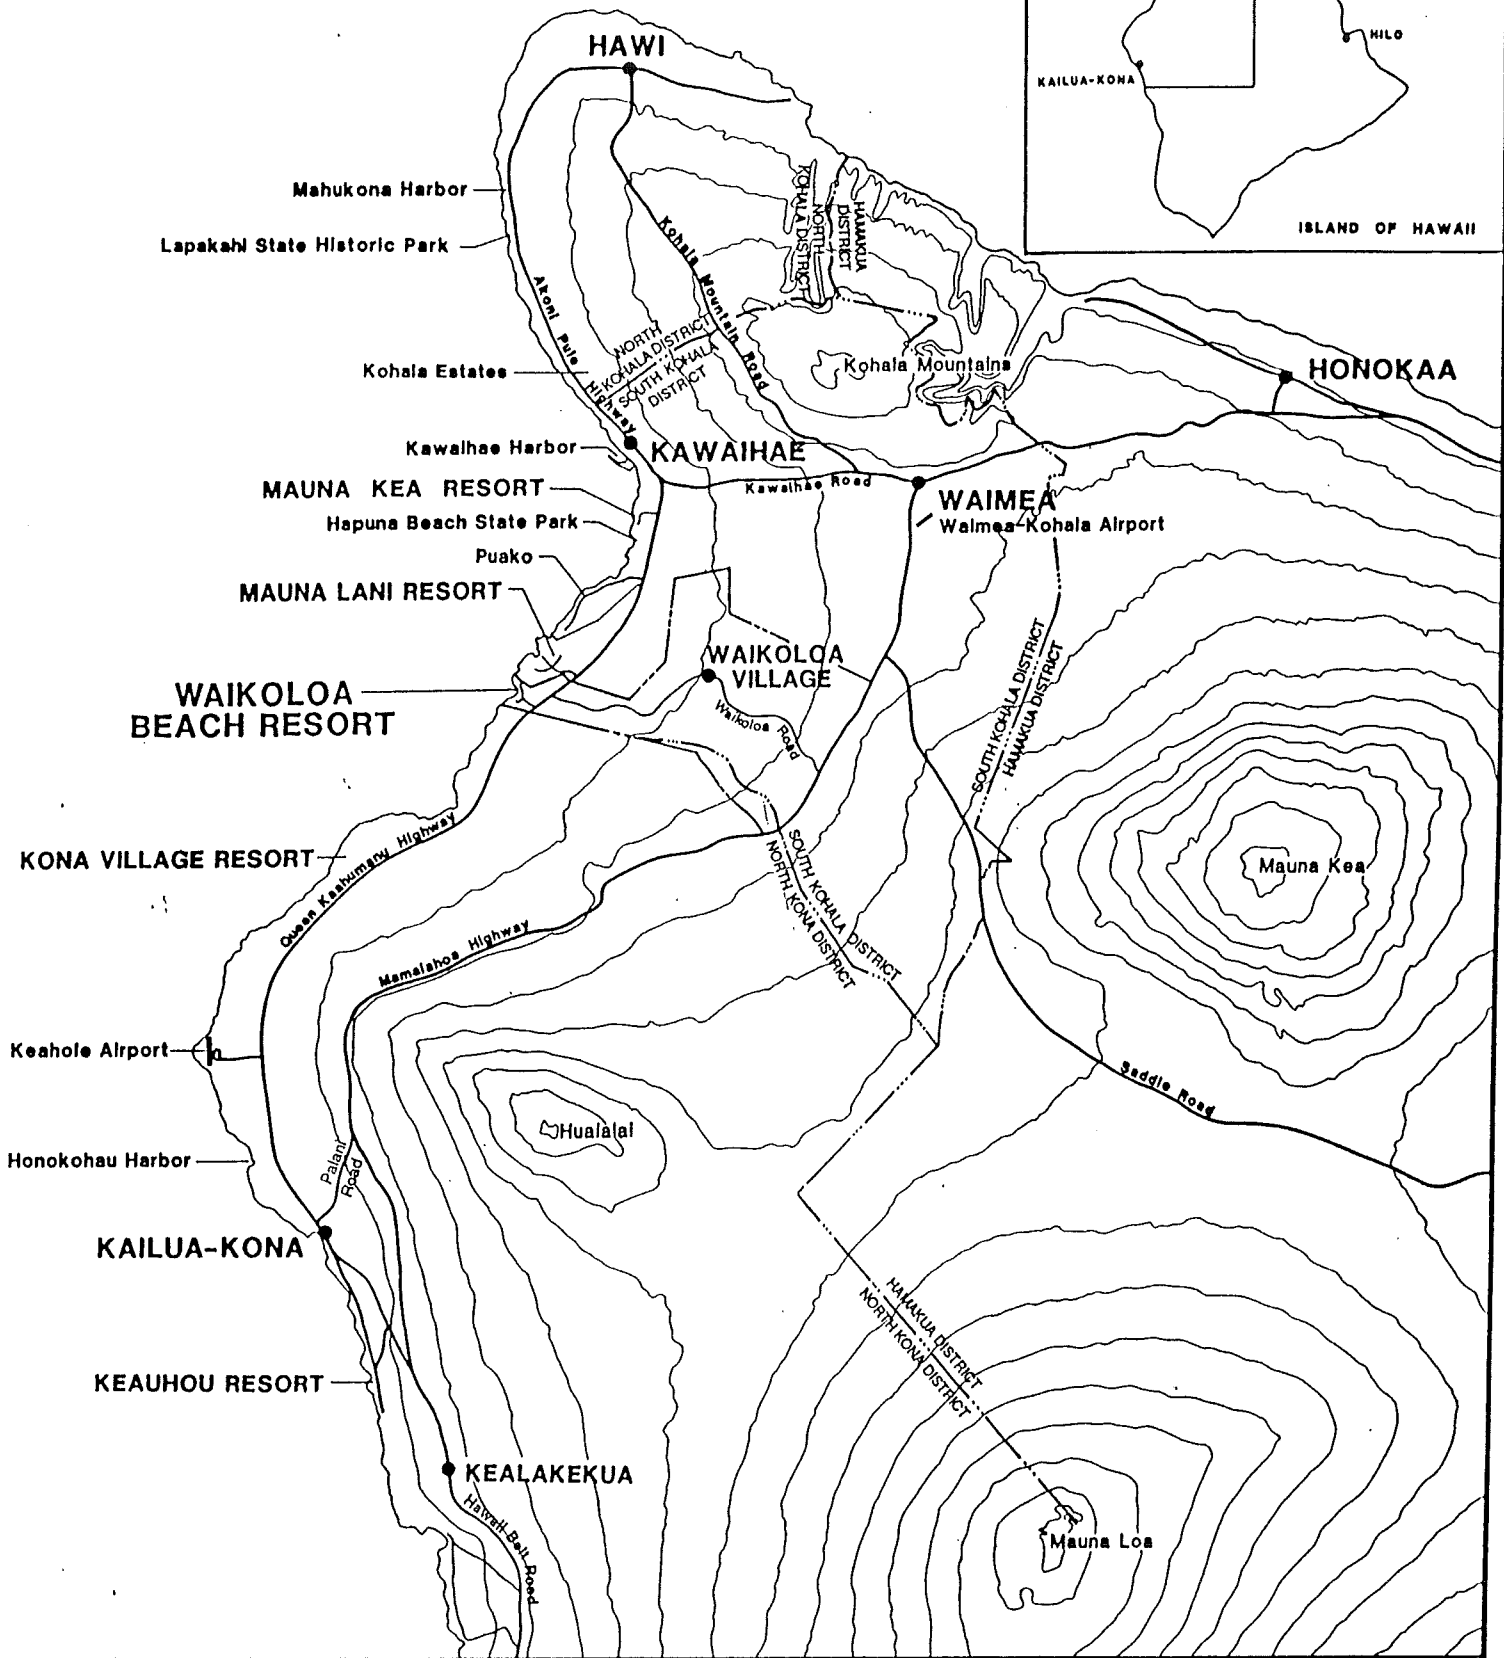 HILO
KAILUA-KONA
ISLAND OF HAWAII
HAWI
Mahukona Harbor
Lapakahi State Historic Park
Akoni Pule Highway
Kohala Mountain Road
NORTH
KOHALA DISTRICT
HAMAKUA
DISTRICT
NORTH
KOHALA DISTRICT
SOUTH KOHALA
DISTRICT
Kohala Estates
Kohala Mountains
HONOKAA
Kawaihae Harbor
KAWAIHAE
MAUNA KEA RESORT
Kawaihae Road
WAIMEA
Waimea-Kohala Airport
Hapuna Beach State Park
Puako
MAUNA LANI RESORT
WAIKOLOA
VILLAGE
Waikoloa Road
WAIKOLOA
BEACH RESORT
SOUTH KOHALA DISTRICT
HAMAKUA DISTRICT
Queen Kaahumanu Highway
KONA VILLAGE RESORT
Mauna Kea
SOUTH KOHALA DISTRICT
NORTH KONA DISTRICT
Mamalahoa Highway
Keahole Airport
Saddle Road
Hualalai
Honokohau Harbor
Palani
Road
KAILUA-KONA
HAMAKUA DISTRICT
NORTH KONA DISTRICT
KEAUHOU RESORT
KEALAKEKUA
Hawaii Belt Road
Mauna Loa